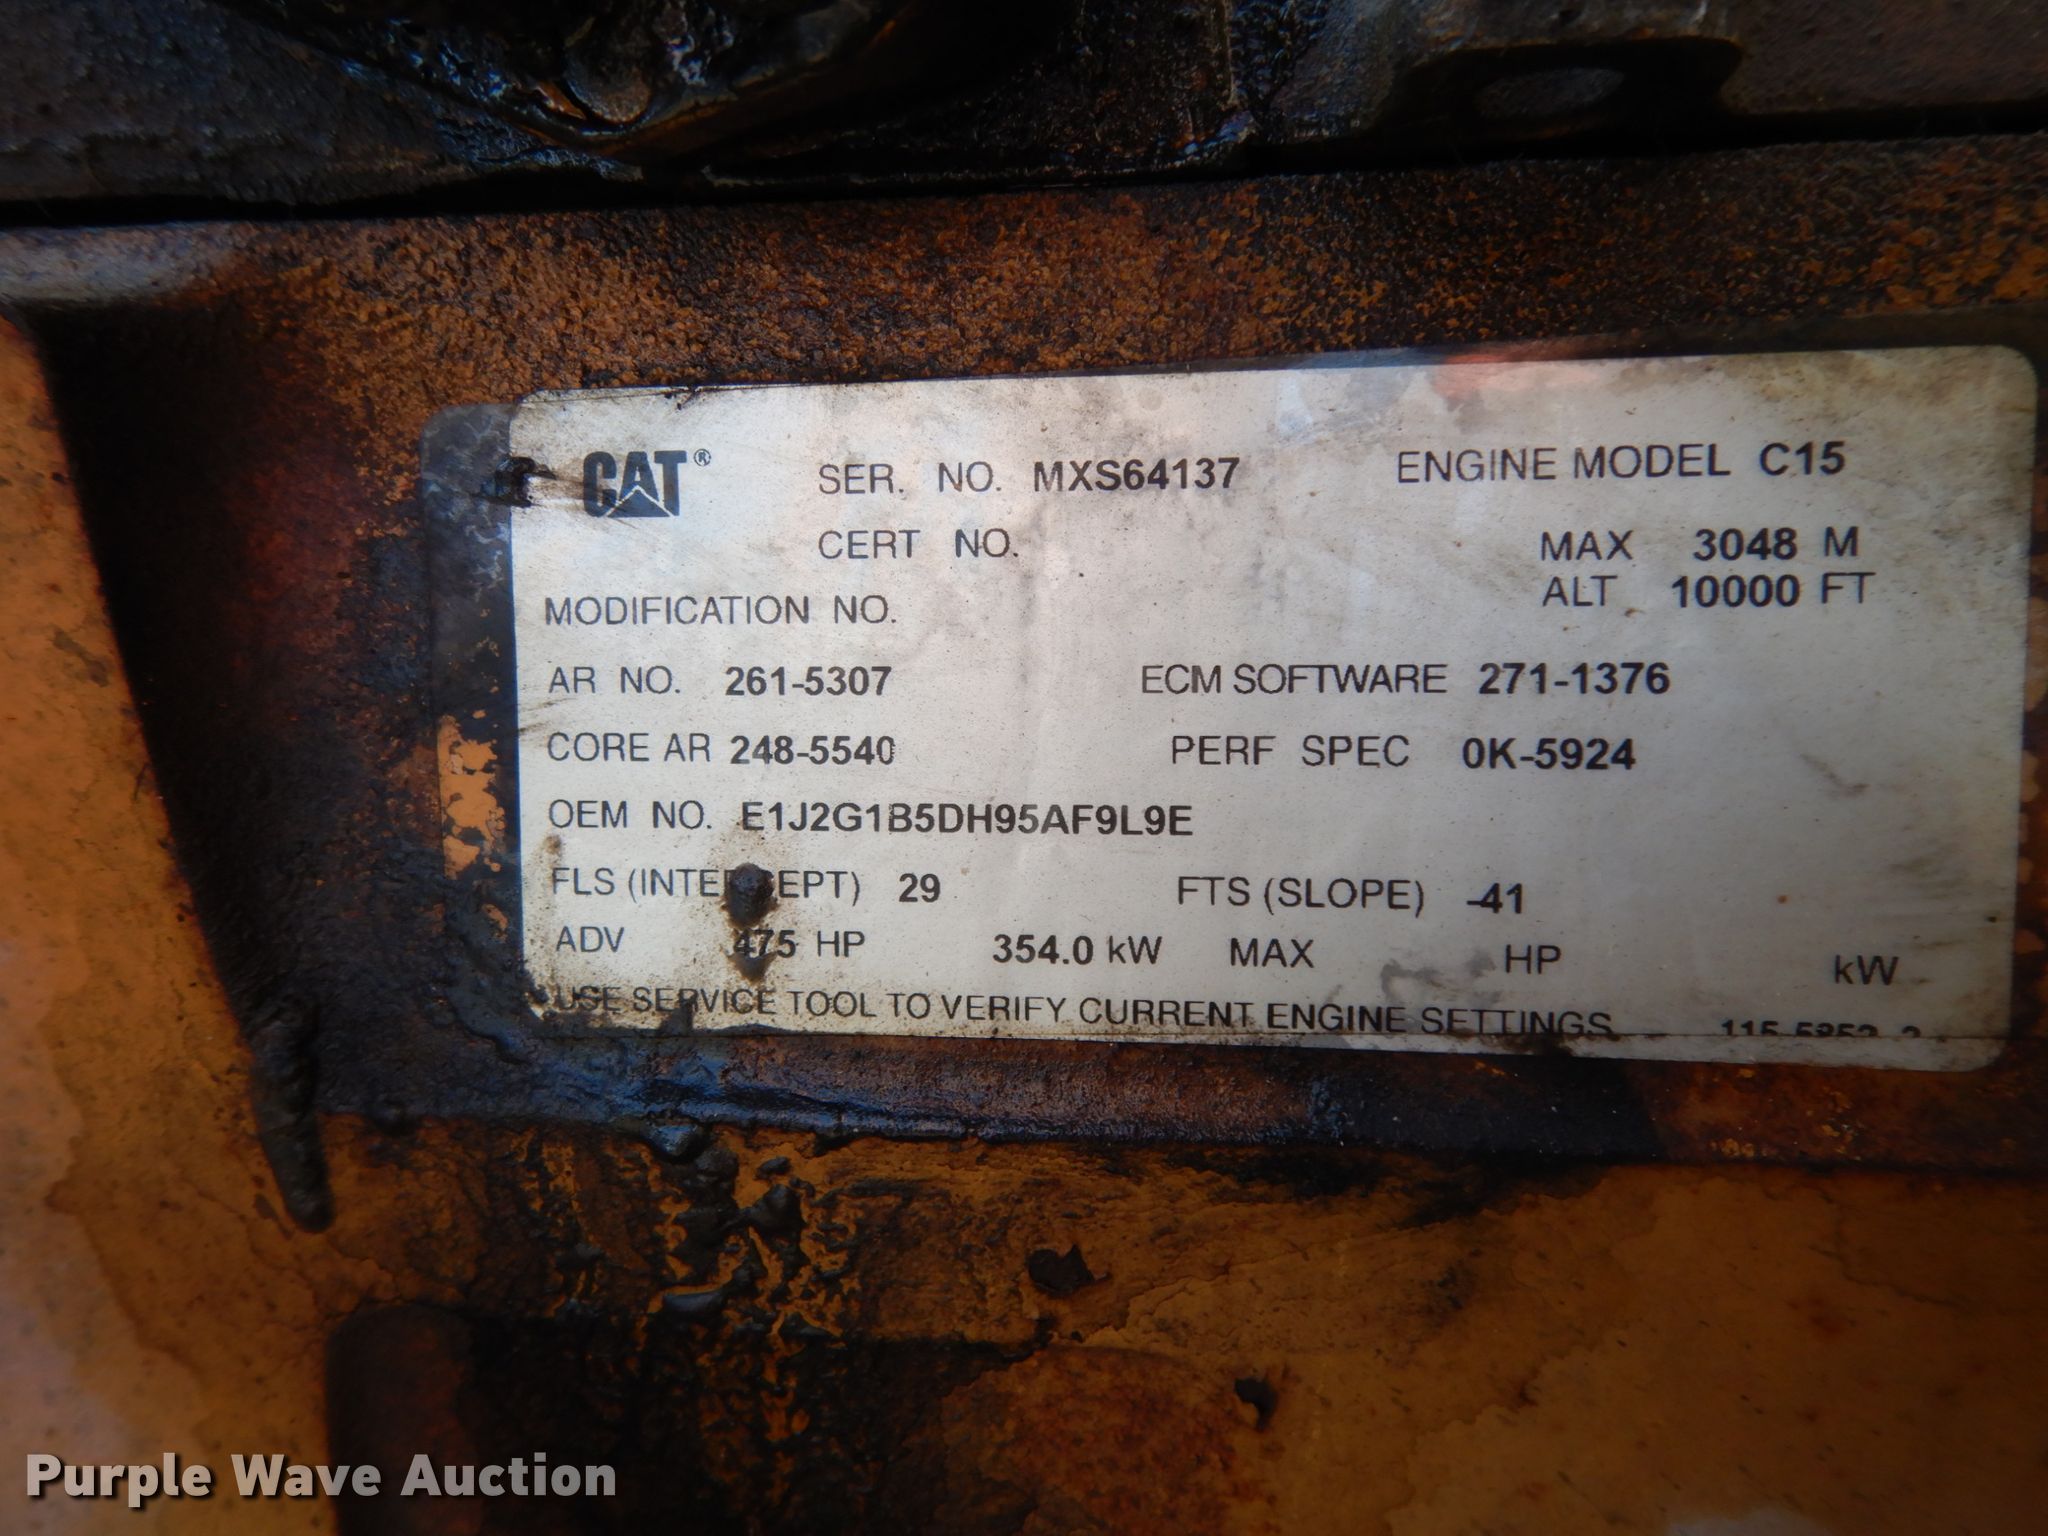 CAT® SER. NO. MXS64137 ENGINE MODEL C15
CERT NO. MAX 3048 M
MODIFICATION NO. ALT 10000 FT
AR NO. 261-5307 ECM SOFTWARE 271-1376
CORE AR 248-5540 PERF SPEC 0K-5924
OEM NO. E1J2G1B5DH95AF9L9E
FLS (INTERCEPT) 29 FTS (SLOPE) -41
ADV 475 HP 354.0 kW MAX HP kW
USE SERVICE TOOL TO VERIFY CURRENT ENGINE SETTINGS
Purple Wave Auction